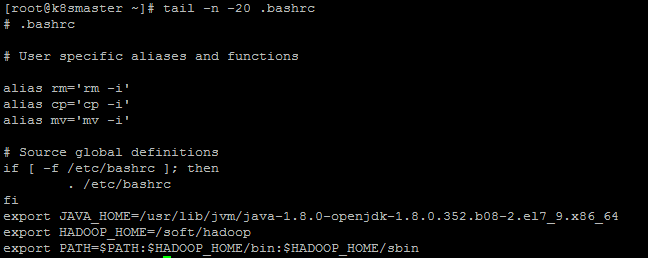 [root@k8smaster ~]# tail -n -20 .bashrc
# .bashrc

# User specific aliases and functions

alias rm='rm -i'
alias cp='cp -i'
alias mv='mv -i'

# Source global definitions
if [ -f /etc/bashrc ]; then
        . /etc/bashrc
fi
export JAVA_HOME=/usr/lib/jvm/java-1.8.0-openjdk-1.8.0.352.b08-2.el7_9.x86_64
export HADOOP_HOME=/soft/hadoop
export PATH=$PATH:$HADOOP_HOME/bin:$HADOOP_HOME/sbin